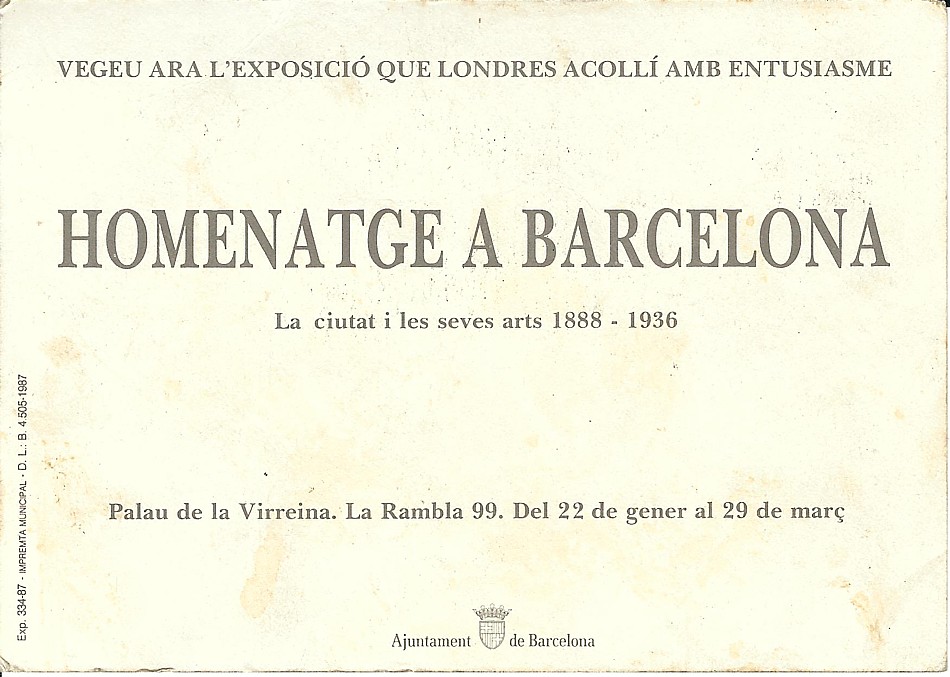 VEGEU ARA L'EXPOSICIÓ QUE LONDRES ACOLLÍ AMB ENTUSIASME
HOMENATGE A BARCELONA
La ciutat i les seves arts 1888 - 1936
Palau de la Virreina. La Rambla 99. Del 22 de gener al 29 de març
Ajuntament de Barcelona
Exp. 334-87 - IMPREMTA MUNICIPAL - D. L.: B. 4.505-1987